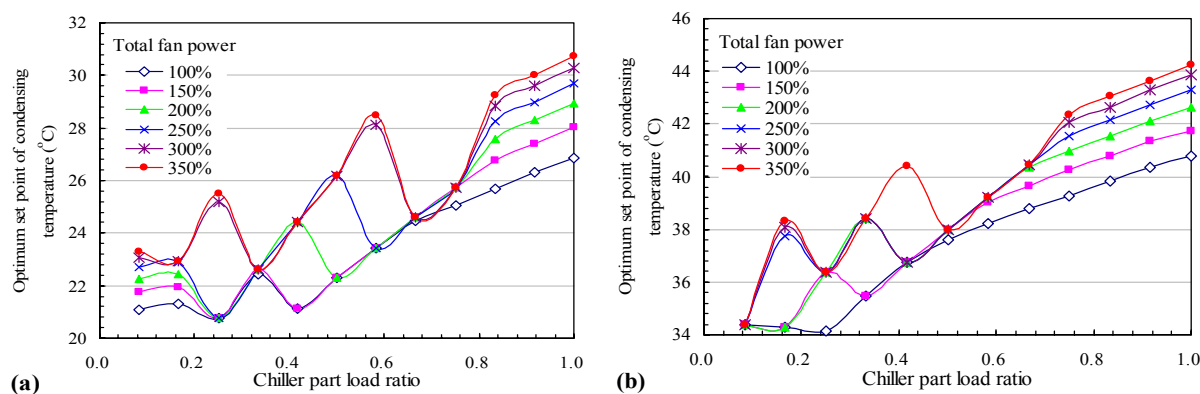 Optimum set point of condensing
temperature (°C)
32
30
28
26
24
22
20
Total fan power
100%
150%
200%
250%
300%
350%
0.0 0.2 0.4 0.6 0.8 1.0
Chiller part load ratio
(a)
Optimum set point of condensing
temperature (°C)
46
44
42
40
38
36
34
Total fan power
100%
150%
200%
250%
300%
350%
0.0 0.2 0.4 0.6 0.8 1.0
Chiller part load ratio
(b)